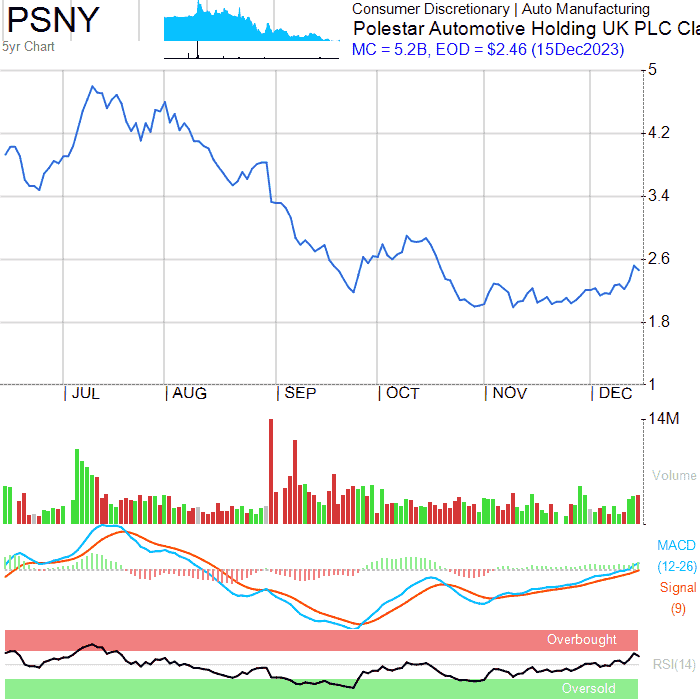 PSNY
5yr Chart
Consumer Discretionary | Auto Manufacturing
Polestar Automotive Holding UK PLC Cla
MC = 5.2B, EOD = $2.46 (15Dec2023)
5
4.2
3.4
2.6
1.8
1
JUL AUG SEP OCT NOV DEC
14M
Volume
MACD
(12-26)
Signal
(9)
Overbought
RSI(14)
Oversold